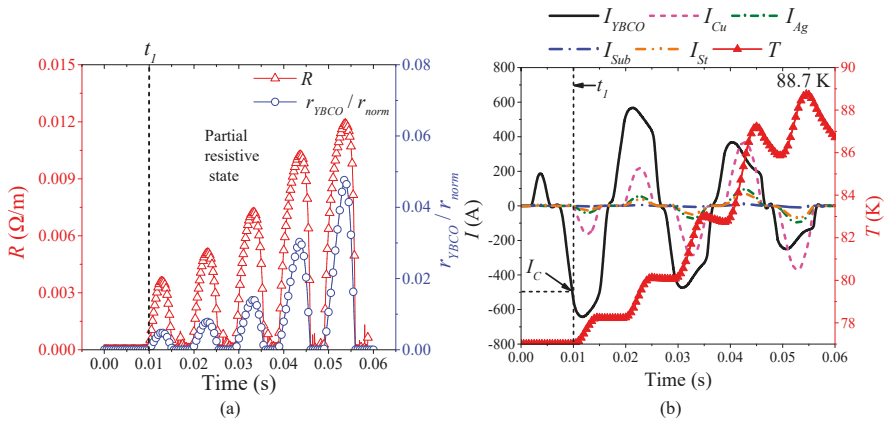 t1
0.015
0.012
0.009
0.006
0.003
0.000
R (Ω/m)
R
rYBCO / rnorm
Partial
resistive
state
0.08
0.06
0.04
0.02
0.00
rYBCO / rnorm
0.00 0.01 0.02 0.03 0.04 0.05 0.06
Time (s)
(a)
IYBCO ICu IAg
ISub ISt T
(b)
800
600
400
200
0
-200
-400
-600
-800
I (A)
t1
88.7 K
IC
90
88
86
84
82
80
78
T (K)
0.00 0.01 0.02 0.03 0.04 0.05 0.06
Time (s)
(b)